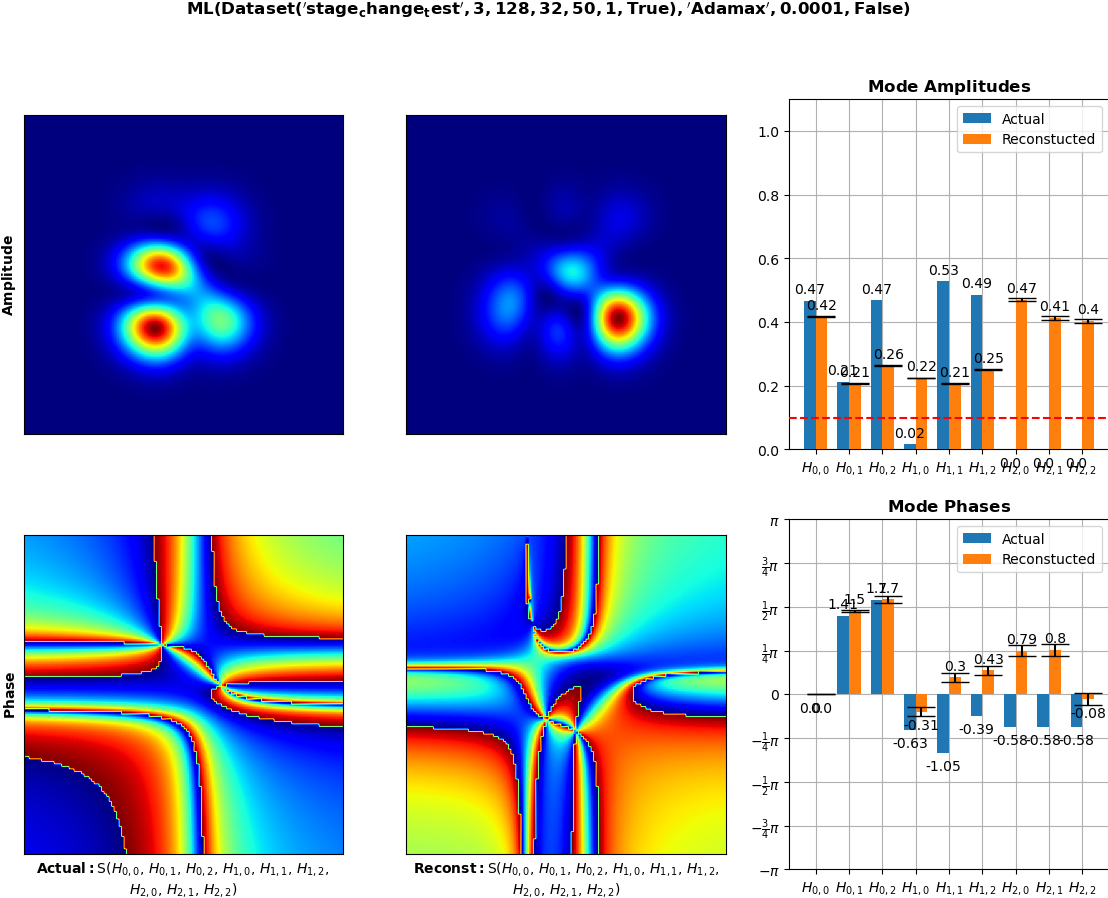 ML(Dataset('stage_change_test', 3, 128, 32, 50, 1, True), 'Adamax', 0.0001, False)
Amplitude
Mode Amplitudes
Actual
Reconstucted
1.0
0.8
0.6
0.4
0.2
0.0
0.47
0.42
0.21
0.21
0.47
0.26
0.02
0.22
0.53
0.21
0.49
0.25
0.0
0.47
0.0
0.41
0.0
0.4
H0,0 H0,1 H0,2 H1,0 H1,1 H1,2 H2,0 H2,1 H2,2
Phase
Mode Phases
Actual
Reconstucted
π
3/4π
1/2π
1/4π
0
−1/4π
−1/2π
−3/4π
−π
0.0
0.0
1.41
1.5
1.7
1.7
-0.63
-0.31
-1.05
0.3
-0.39
0.43
-0.58
0.79
-0.58
0.8
-0.58
-0.08
H0,0 H0,1 H0,2 H1,0 H1,1 H1,2 H2,0 H2,1 H2,2
Actual: S(H0,0, H0,1, H0,2, H1,0, H1,1, H1,2,
H2,0, H2,1, H2,2)
Reconst: S(H0,0, H0,1, H0,2, H1,0, H1,1, H1,2,
H2,0, H2,1, H2,2)